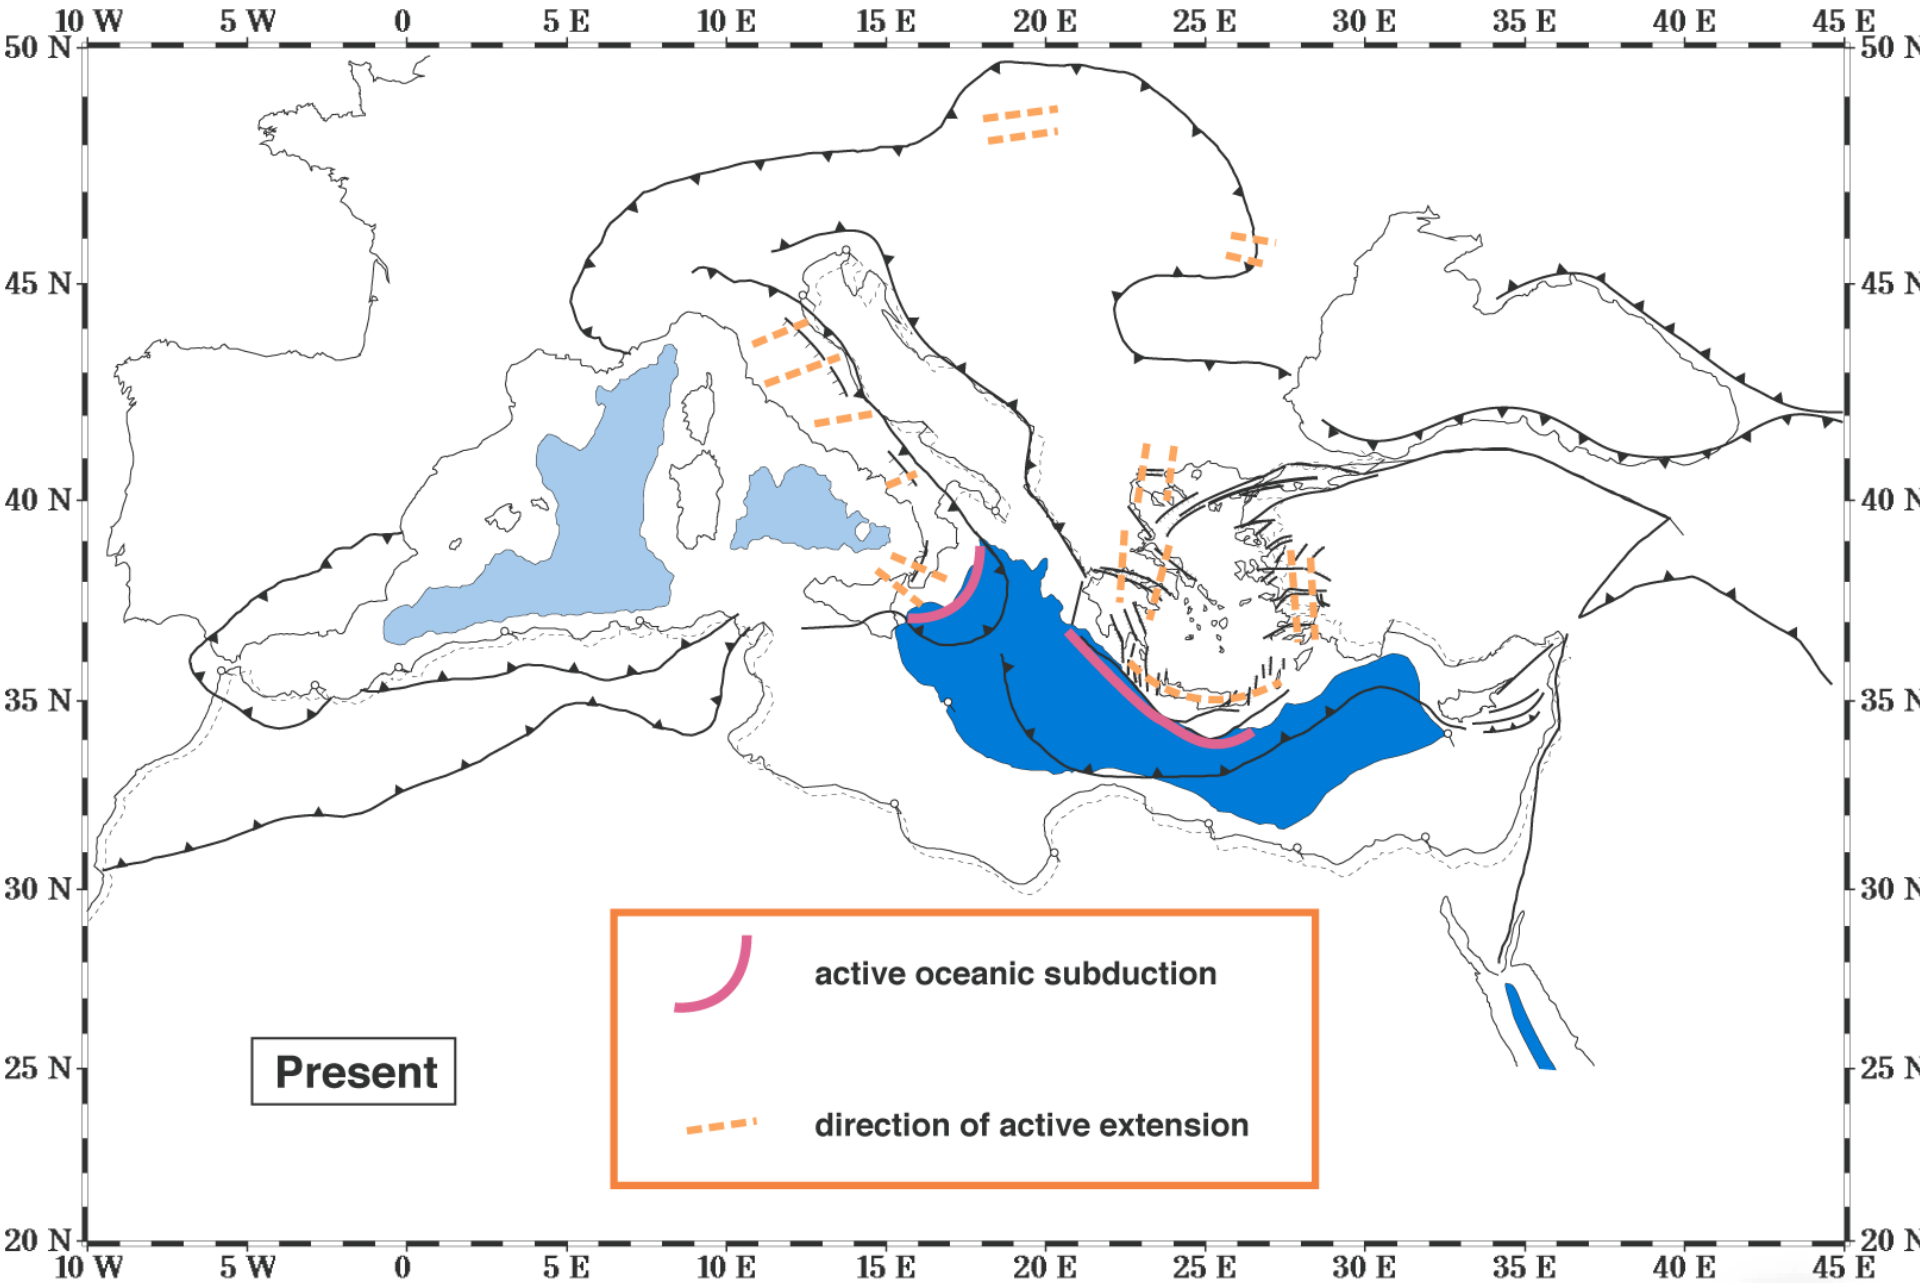 10 W 5 W 0 5 E 10 E 15 E 20 E 25 E 30 E 35 E 40 E 45 E
50 N 50 N
45 N 45 N
40 N 40 N
35 N 35 N
30 N 30 N
active oceanic subduction
Present
25 N 25 N
direction of active extension
20 N 20 N
10 W 5 W 0 5 E 10 E 15 E 20 E 25 E 30 E 35 E 40 E 45 E